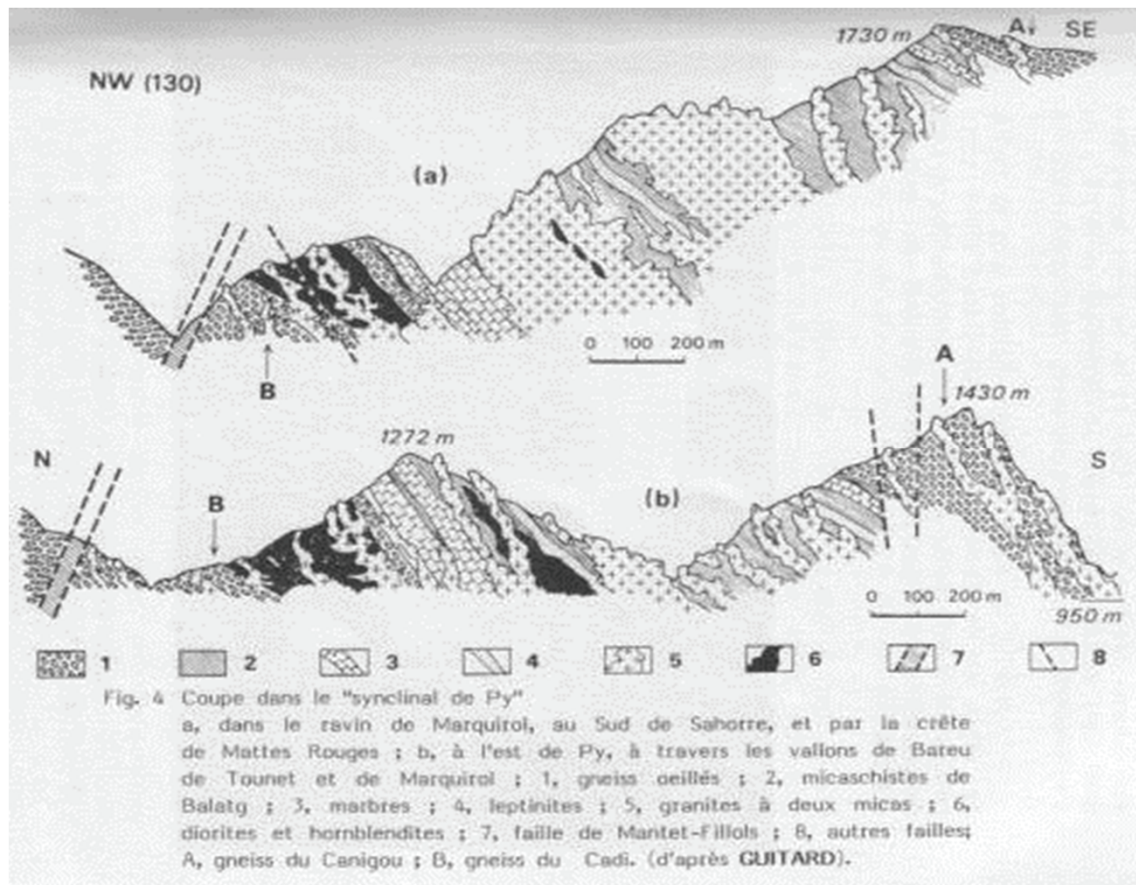 1730 m A SE
NW (130)
(a)
0 100 200 m
B
A
1272 m 1430 m
N S
B (b)
0 100 200 m
950 m
1 2 3 4 5 6 7 8
Fig. 4 Coupe dans le "synclinal de Py"
a, dans le ravin de Marquirol, au Sud de Sahorre, et par la crête
de Mattes Rouges ; b, à l'est de Py, à travers les vallons de Bareu
de Tounet et de Marquirol ; 1, gneiss oeillés ; 2, micaschistes de
Balatg ; 3, marbres ; 4, leptinites ; 5, granites à deux micas ; 6,
diorites et hornblendites ; 7, faille de Mantet-Fillols ; 8, autres failles;
A, gneiss du Canigou ; B, gneiss du Cadi. (d'après GUITARD).